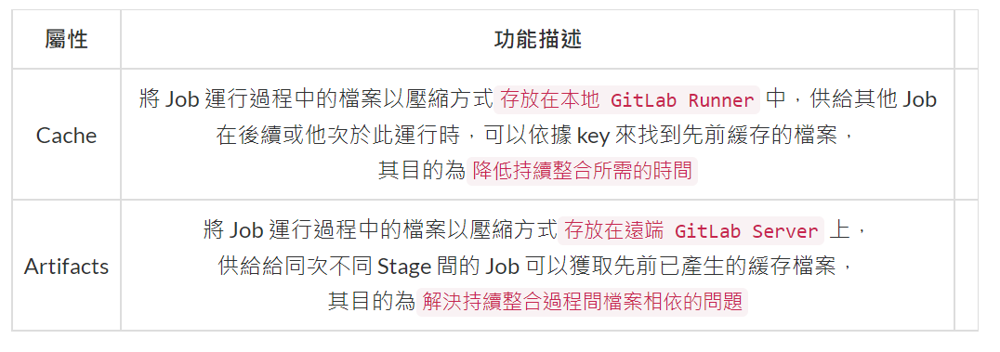 屬性
功能描述
Cache
將 Job 運行過程中的檔案以壓縮方式 存放在本地 GitLab Runner 中，供給其他 Job
在後續或他次於此運行時，可以依據 key 來找到先前緩存的檔案，
其目的為 降低持續整合所需的時間
Artifacts
將 Job 運行過程中的檔案以壓縮方式 存放在遠端 GitLab Server 上，
供給給同次不同 Stage 間的 Job 可以獲取先前已產生的緩存檔案，
其目的為 解決持續整合過程間檔案相依的問題